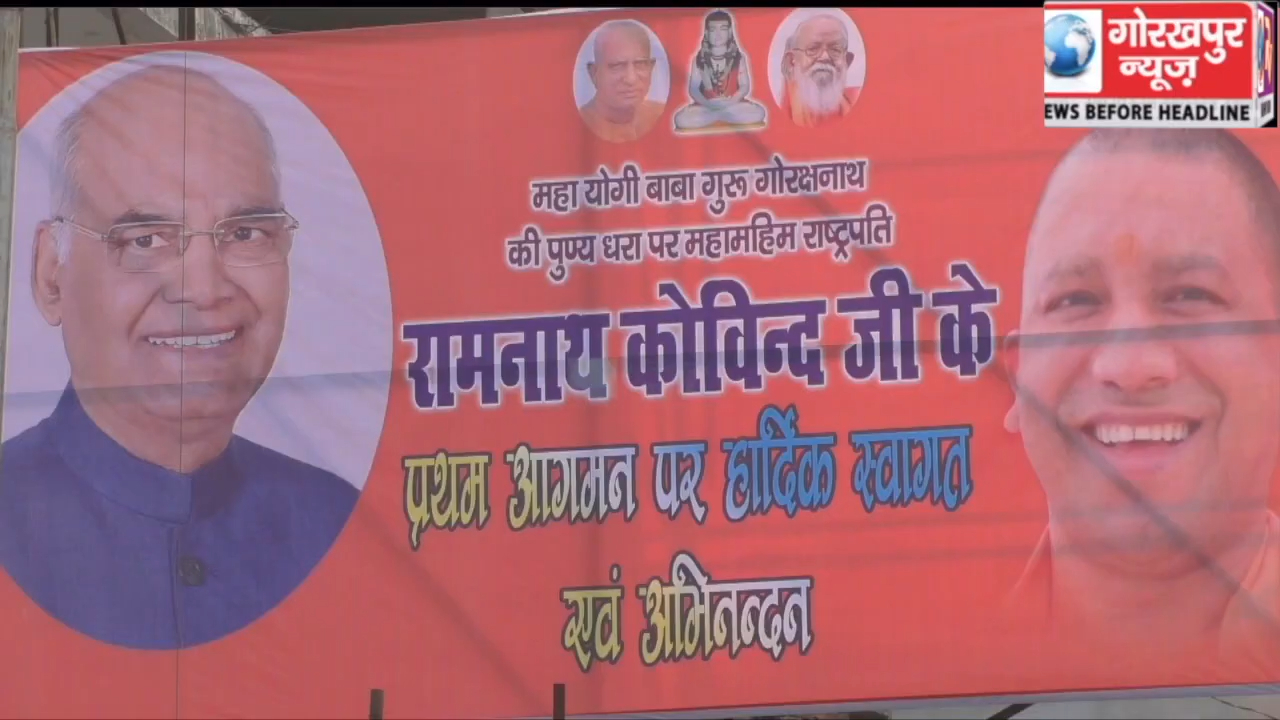 गोरखपुर
न्यूज़
EWS BEFORE HEADLINE
महा योगी बाबा गुरू गोरक्षनाथ
की पुण्य धरा पर महामहिम राष्ट्रपति
रामनाथ कोविन्द जी के
प्रथम आगमन पर हार्दिक स्वागत
एवं अभिनन्दन